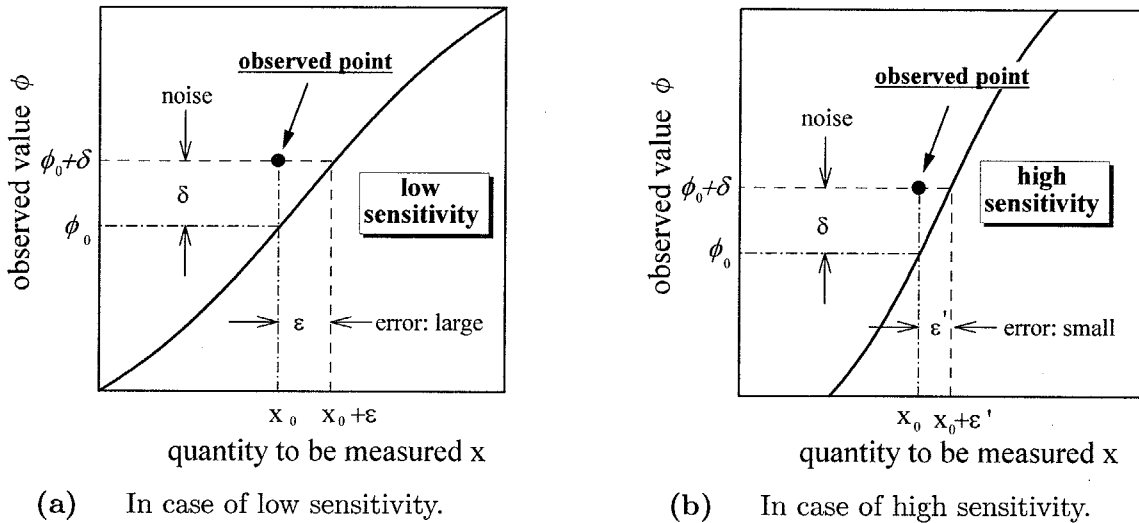 observed point
noise
observed value ϕ
ϕ₀+δ
δ
ϕ₀
low
sensitivity
ε
error: large
x₀
x₀+ε
quantity to be measured x
(a) In case of low sensitivity.
observed point
noise
observed value ϕ
ϕ₀+δ
δ
ϕ₀
high
sensitivity
ε'
error: small
x₀
x₀+ε'
quantity to be measured x
(b) In case of high sensitivity.